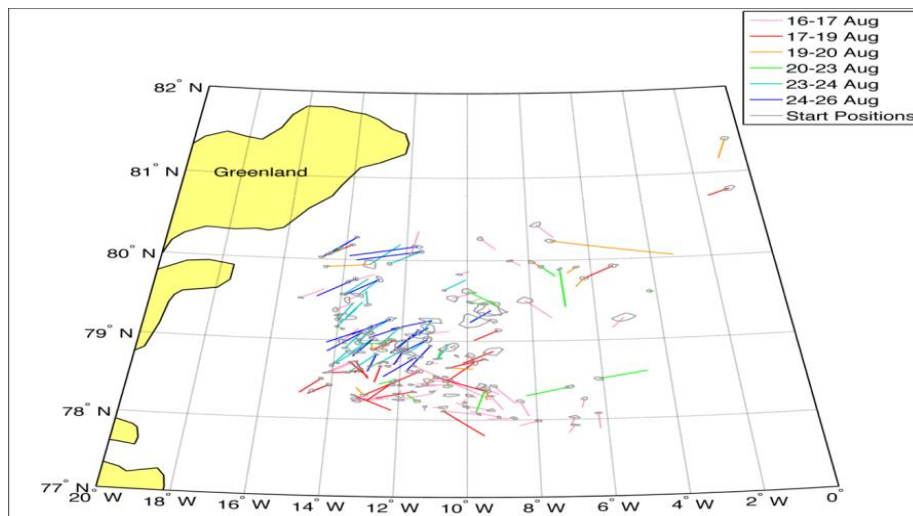 16-17 Aug
17-19 Aug
19-20 Aug
20-23 Aug
23-24 Aug
24-26 Aug
Start Positions
82° N
81° N
Greenland
80° N
79° N
78° N
77° N
20° W 18° W 16° W 14° W 12° W 10° W 8° W 6° W 4° W 2° W 0°